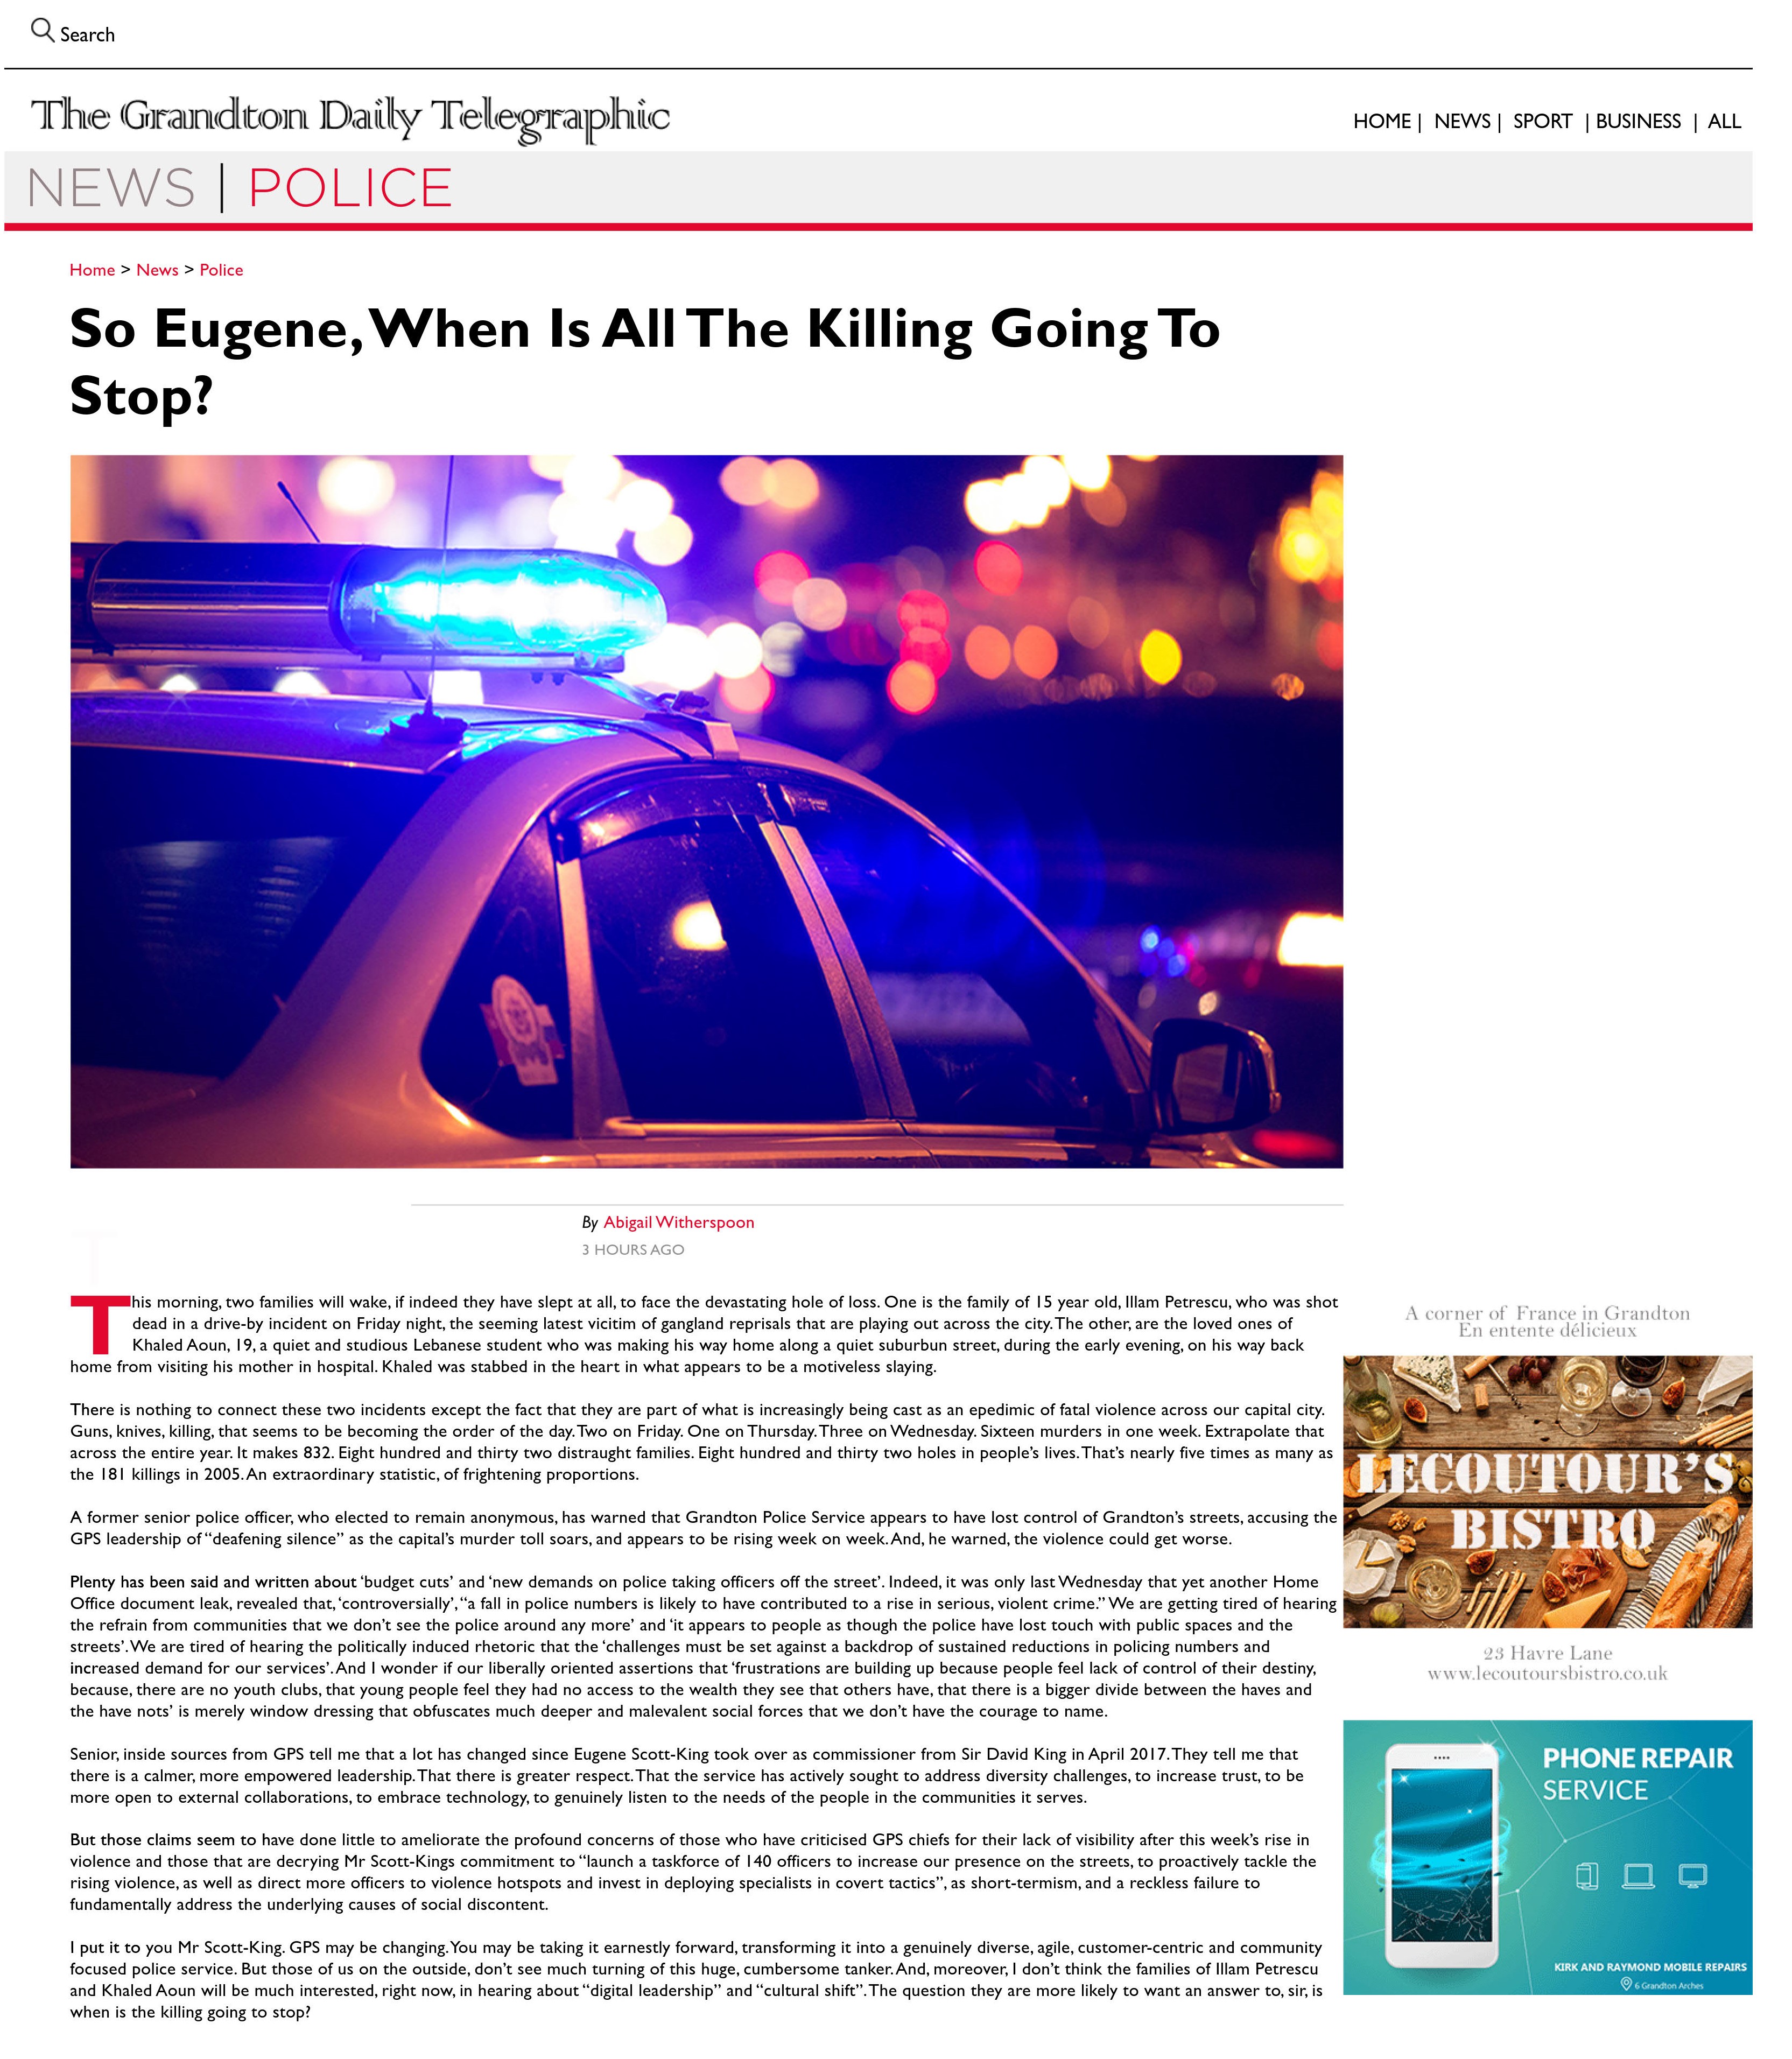 Search
The Grandton Daily Telegraphic
HOME | NEWS | SPORT | BUSINESS | ALL
NEWS | POLICE
Home > News > Police
So Eugene, When Is All The Killing Going To
Stop?
By Abigail Witherspoon
3 HOURS AGO
This morning, two families will wake, if indeed they have slept at all, to face the devastating hole of loss. One is the family of 15 year old, Illam Petrescu, who was shot
dead in a drive-by incident on Friday night, the seeming latest vicitim of gangland reprisals that are playing out across the city. The other, are the loved ones of
Khaled Aoun, 19, a quiet and studious Lebanese student who was making his way home along a quiet suburbun street, during the early evening, on his way back
home from visiting his mother in hospital. Khaled was stabbed in the heart in what appears to be a motiveless slaying.
There is nothing to connect these two incidents except the fact that they are part of what is increasingly being cast as an epedimic of fatal violence across our capital city.
Guns, knives, killing, that seems to be becoming the order of the day. Two on Friday. One on Thursday. Three on Wednesday. Sixteen murders in one week. Extrapolate that
across the entire year. It makes 832. Eight hundred and thirty two distraught families. Eight hundred and thirty two holes in people's lives. That's nearly five times as many as
the 181 killings in 2005. An extraordinary statistic, of frightening proportions.
A former senior police officer, who elected to remain anonymous, has warned that Grandton Police Service appears to have lost control of Grandton's streets, accusing the
GPS leadership of “deafening silence” as the capital's murder toll soars, and appears to be rising week on week. And, he warned, the violence could get worse.
Plenty has been said and written about ‘budget cuts’ and ‘new demands on police taking officers off the street’. Indeed, it was only last Wednesday that yet another Home
Office document leak, revealed that, ‘controversially’, “a fall in police numbers is likely to have contributed to a rise in serious, violent crime.” We are getting tired of hearing
the refrain from communities that we don't see the police around any more’ and ‘it appears to people as though the police have lost touch with public spaces and the
streets’. We are tired of hearing the politically induced rhetoric that the ‘challenges must be set against a backdrop of sustained reductions in policing numbers and
increased demand for our services’. And I wonder if our liberally oriented assertions that ‘frustrations are building up because people feel lack of control of their destiny,
because, there are no youth clubs, that young people feel they had no access to the wealth they see that others have, that there is a bigger divide between the haves and
the have nots’ is merely window dressing that obfuscates much deeper and malevalent social forces that we don't have the courage to name.
Senior, inside sources from GPS tell me that a lot has changed since Eugene Scott-King took over as commissioner from Sir David King in April 2017. They tell me that
there is a calmer, more empowered leadership. That there is greater respect. That the service has actively sought to address diversity challenges, to increase trust, to be
more open to external collaborations, to embrace technology, to genuinely listen to the needs of the people in the communities it serves.
But those claims seem to have done little to ameliorate the profound concerns of those who have criticised GPS chiefs for their lack of visibility after this week's rise in
violence and those that are decrying Mr Scott-Kings commitment to “launch a taskforce of 140 officers to increase our presence on the streets, to proactively tackle the
rising violence, as well as direct more officers to violence hotspots and invest in deploying specialists in covert tactics”, as short-termism, and a reckless failure to
fundamentally address the underlying causes of social discontent.
I put it to you Mr Scott-King. GPS may be changing. You may be taking it earnestly forward, transforming it into a genuinely diverse, agile, customer-centric and community
focused police service. But those of us on the outside, don't see much turning of this huge, cumbersome tanker. And, moreover, I don't think the families of Illam Petrescu
and Khaled Aoun will be much interested, right now, in hearing about “digital leadership” and “cultural shift”. The question they are more likely to want an answer to, sir, is
when is the killing going to stop?
A corner of France in Grandton
En entente délicieux
LECOUTOUR'S
BISTRO
23 Havre Lane
www.lecoutoursbistro.co.uk
PHONE REPAIR
SERVICE
KIRK AND RAYMOND MOBILE REPAIRS
6 Grandton Arches